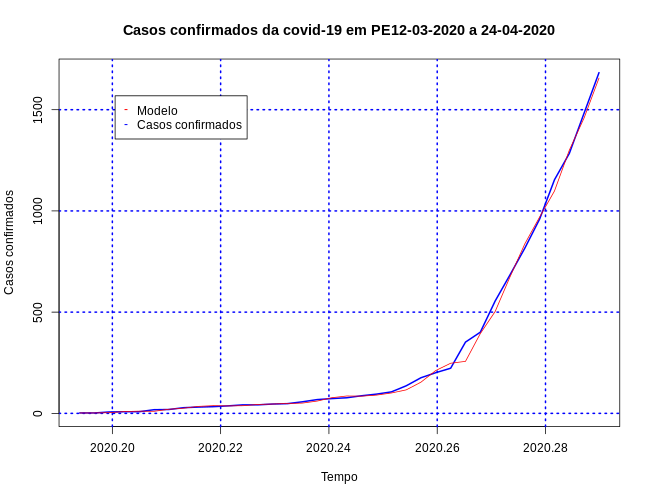 Casos confirmados da covid-19 em PE12-03-2020 a 24-04-2020
Casos confirmados
1500
1000
500
0
- Modelo
- Casos confirmados
2020.20 2020.22 2020.24 2020.26 2020.28
Tempo